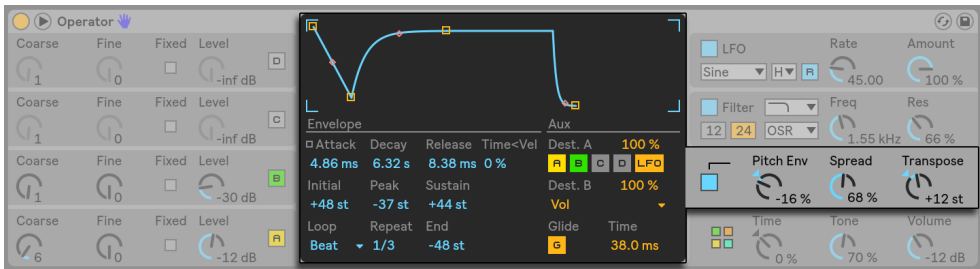 Operator
Coarse Fine Fixed Level
1 0 -inf dB D
Coarse Fine Fixed Level
1 0 -inf dB C
Coarse Fine Fixed Level
1 0 -30 dB B
Coarse Fine Fixed Level
6 0 -12 dB A
Envelope
Attack Decay Release Time<Vel
4.86 ms 6.32 s 8.38 ms 0 %
Initial Peak Sustain
+48 st -37 st +44 st
Loop Repeat End
Beat 1/3 -48 st
Aux
Dest. A 100 %
A B C D LFO
Dest. B 100 %
Vol
Glide Time
G 38.0 ms
LFO Rate Amount
Sine H R 45.00 100 %
Filter Freq Res
12 24 OSR 1.55 kHz 66 %
Pitch Env Spread Transpose
-16 % 68 % +12 st
Time Tone Volume
0 % 70 % -12 dB